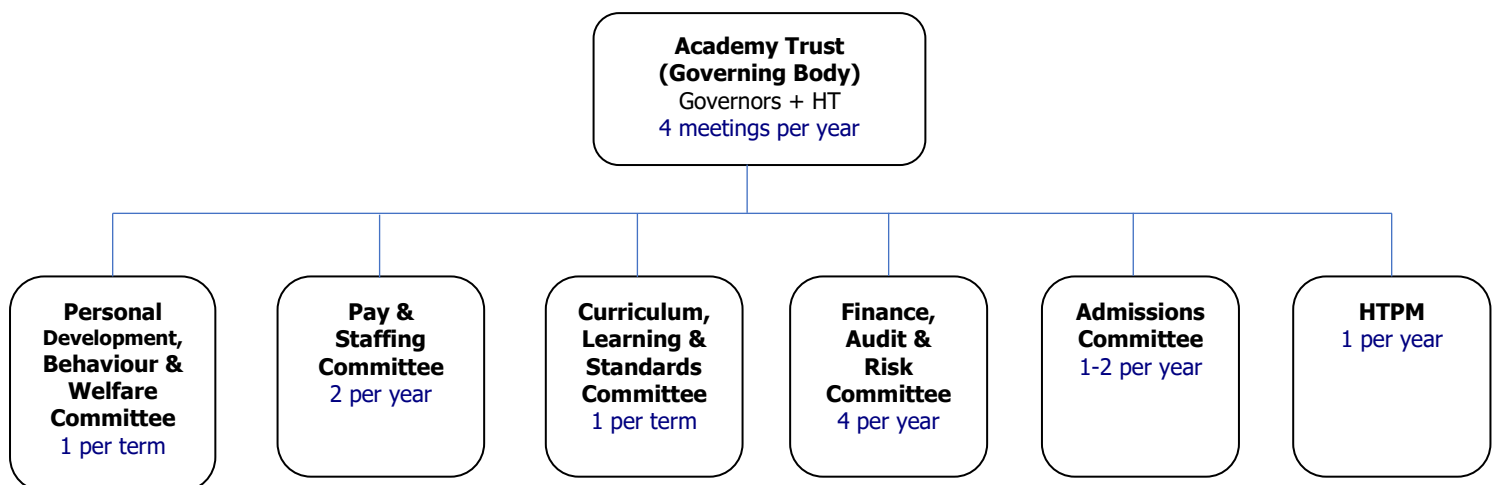 Academy Trust
(Governing Body)
Governors + HT
4 meetings per year
Personal
Development,
Behaviour &
Welfare
Committee
1 per term
Pay &
Staffing
Committee
2 per year
Curriculum,
Learning &
Standards
Committee
1 per term
Finance,
Audit &
Risk
Committee
4 per year
Admissions
Committee
1-2 per year
HTPM
1 per year